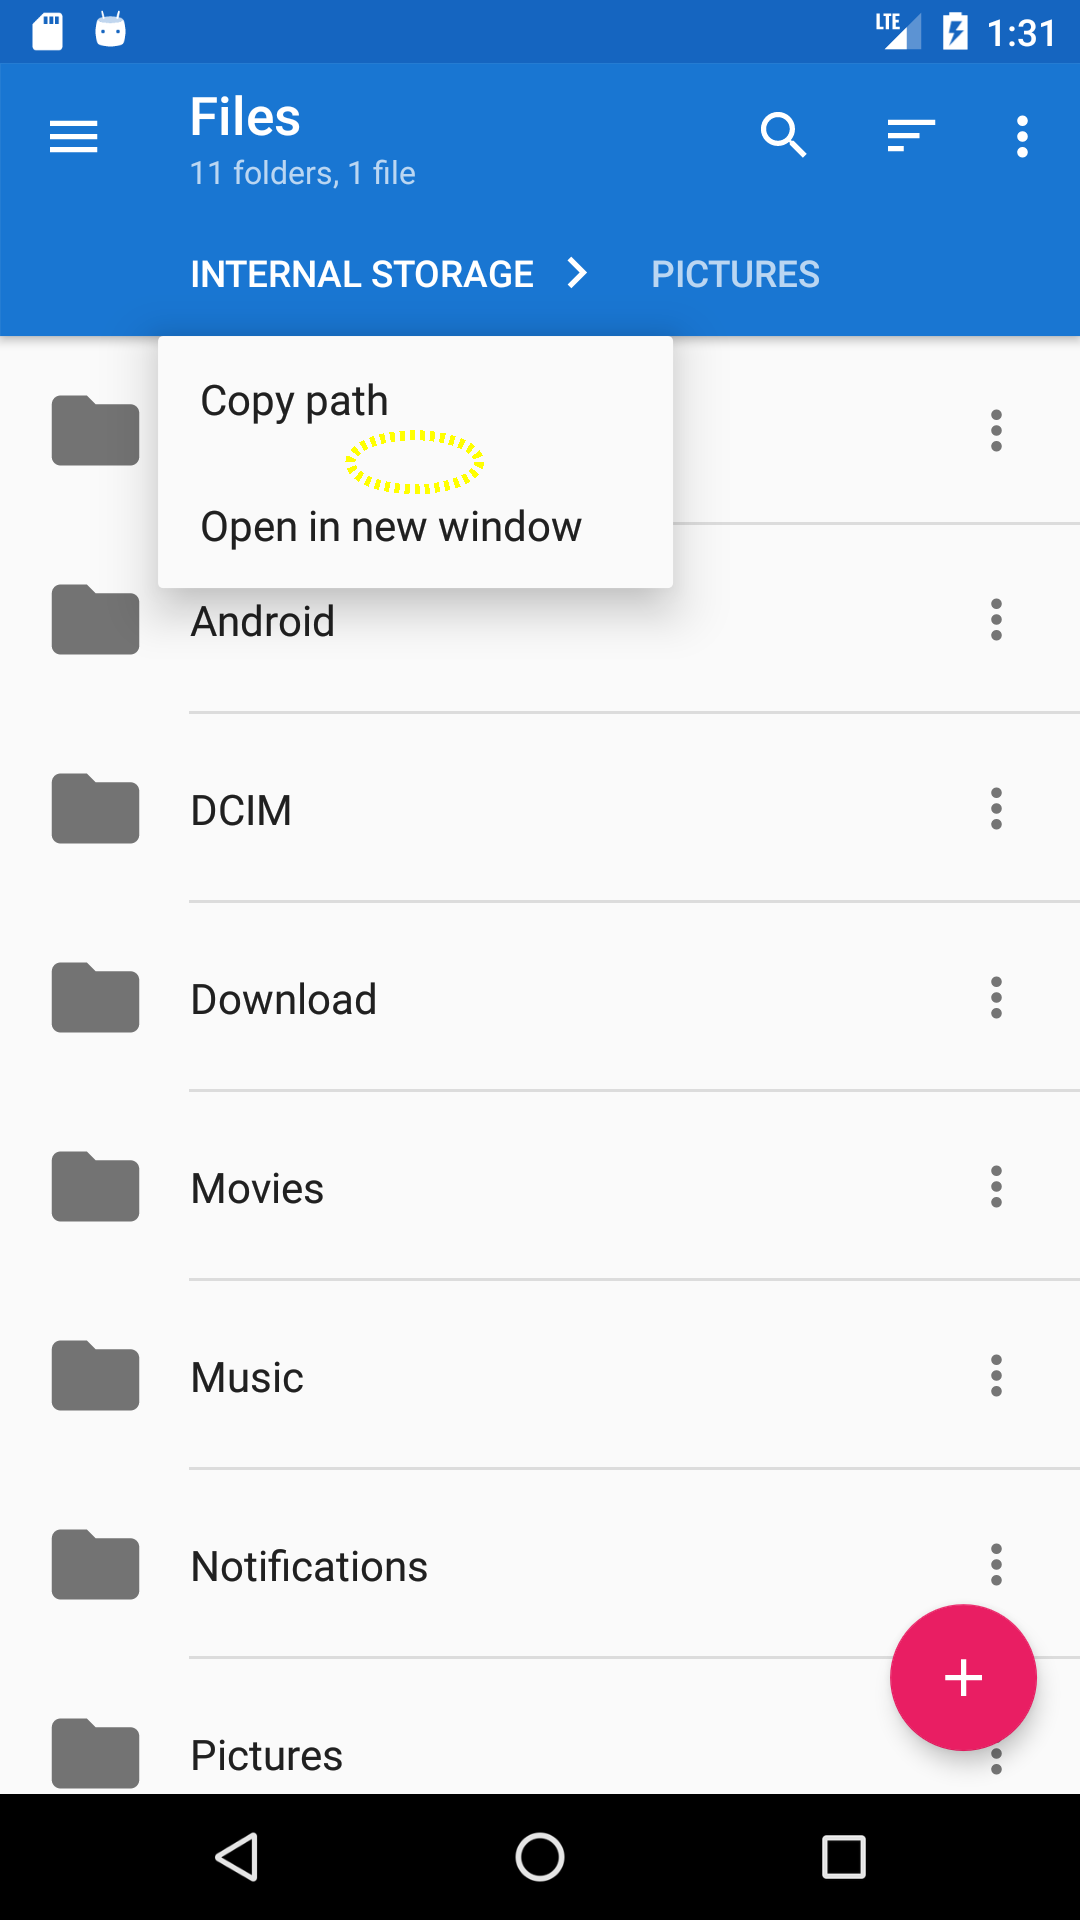 LTE 1:31
Files
11 folders, 1 file
INTERNAL STORAGE PICTURES
Copy path
Open in new window
Android
DCIM
Download
Movies
Music
Notifications
Pictures